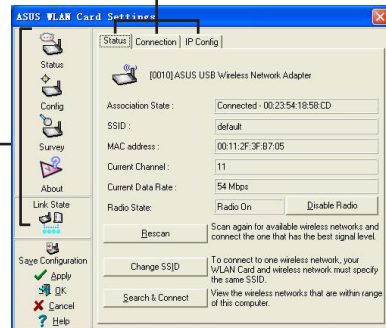 ASUS WLAN Card Settings
Status
Config
Survey
About
Link State
Save Configuration
Apply
OK
Cancel
Help
Status Connection IP Config
[0010] ASUS USB Wireless Network Adapter
Association State : Connected - 00:23:54:18:58:CD
SSID : default
MAC address : 00:11:2F:3F:B7:05
Current Channel : 11
Current Data Rate : 54 Mbps
Radio State: Radio On Disable Radio
Rescan
Scan again for available wireless networks and
connect the one that has the best signal level.
Change SSID
To connect to one wireless network, your
WLAN Card and wireless network must specify
the same SSID.
Search & Connect
View the wireless networks that are within range
of this computer.